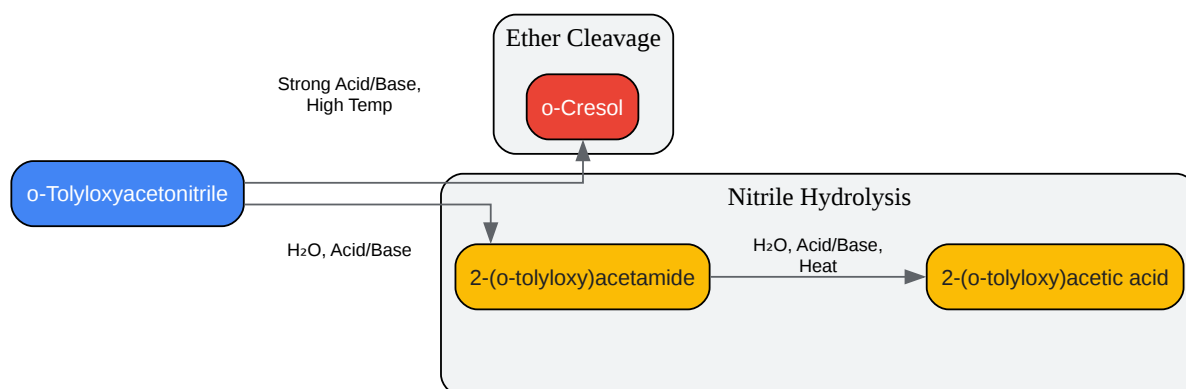 Ether Cleavage
Strong Acid/Base,
High Temp
o-Cresol
o-Tolyloxyacetonitrile
Nitrile Hydrolysis
H₂O, Acid/Base
2-(o-tolyloxy)acetamide
H₂O, Acid/Base,
Heat
2-(o-tolyloxy)acetic acid